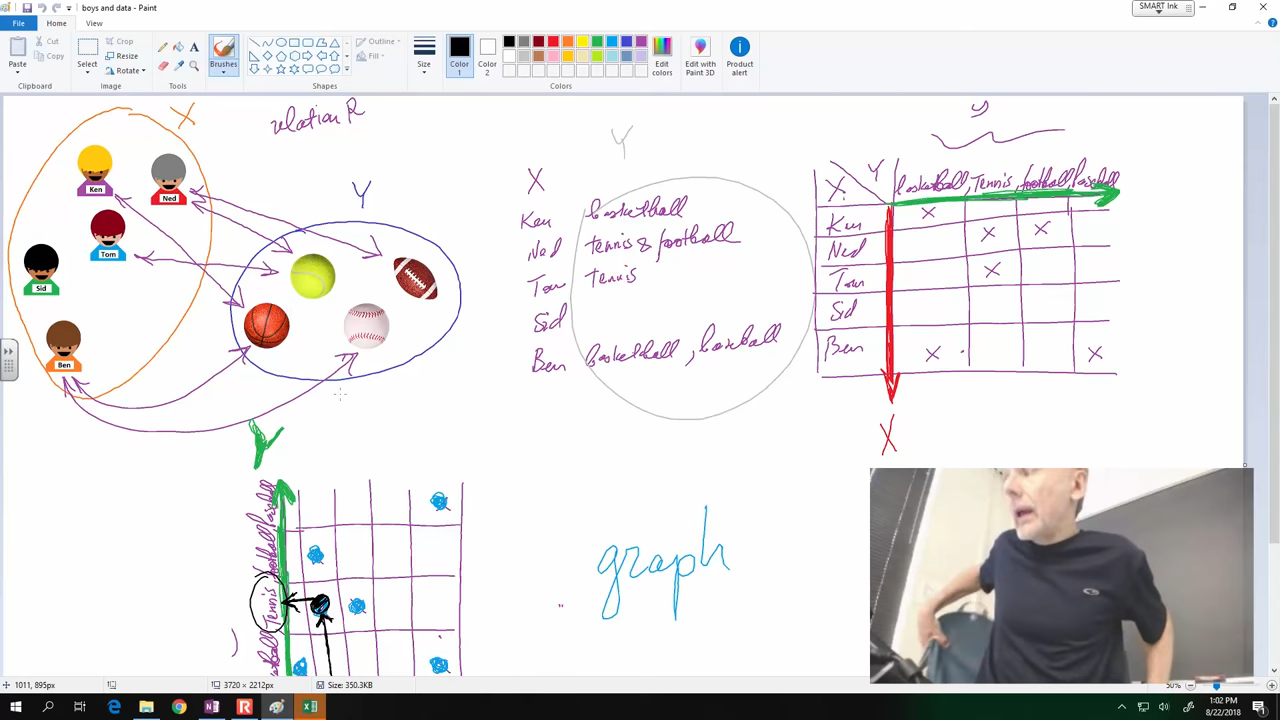 boys and data - Paint
SMART Ink
File
Home
View
Paste
Cut
Copy
Clipboard
Select
Crop
Resize
Rotate
Image
Tools
Brushes
Shapes
Outline
Fill
Size
Color 1
Color 2
Edit colors
Edit with Paint 3D
Product alert
Colors
X
relation R
Ken
Ned
Tom
Sid
Ben
Y
Y
X
Ken basketball
Ned tennis & football
Tom tennis
Sid
Ben basketball, baseball
y
X Y basketball, Tennis, football, baseball
Ken X
Ned X X
Tom X
Sid
Ben X X
X
Y
Tennis, football, baseball
graph
1011, 895px
3720 × 2212px
Size: 350.3KB
50%
1:02 PM
8/22/2018